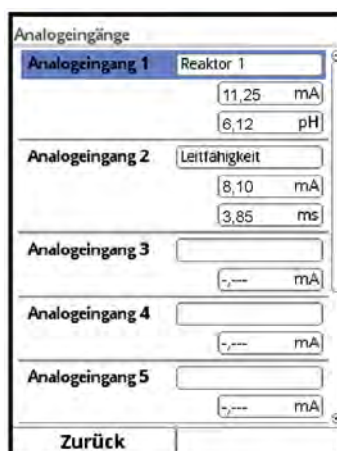 Analogeingänge
Analogeingang 1 Reaktor 1
11,25 mA
6,12 pH
Analogeingang 2 Leitfähigkeit
8,10 mA
3,85 ms
Analogeingang 3
-,--- mA
Analogeingang 4
-,--- mA
Analogeingang 5
-,--- mA
Zurück